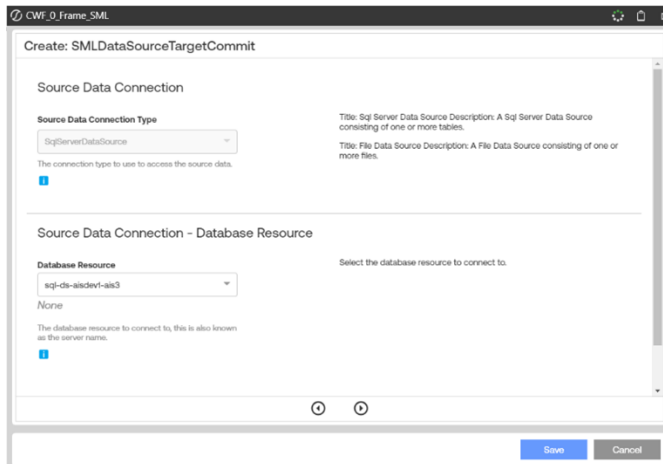 CWF_0_Frame_SML
Create: SMLDataSourceTargetCommit
Source Data Connection
Source Data Connection Type
SqlServerDataSource
The connection type to use to access the source data.
i
Title: Sql Server Data Source Description: A Sql Server Data Source
consisting of one or more tables.
Title: File Data Source Description: A File Data Source consisting of one or
more files.
Source Data Connection - Database Resource
Database Resource
sql-ds-aisdev1-ais3
None
The database resource to connect to, this is also known
as the server name.
i
Select the database resource to connect to.
Save
Cancel